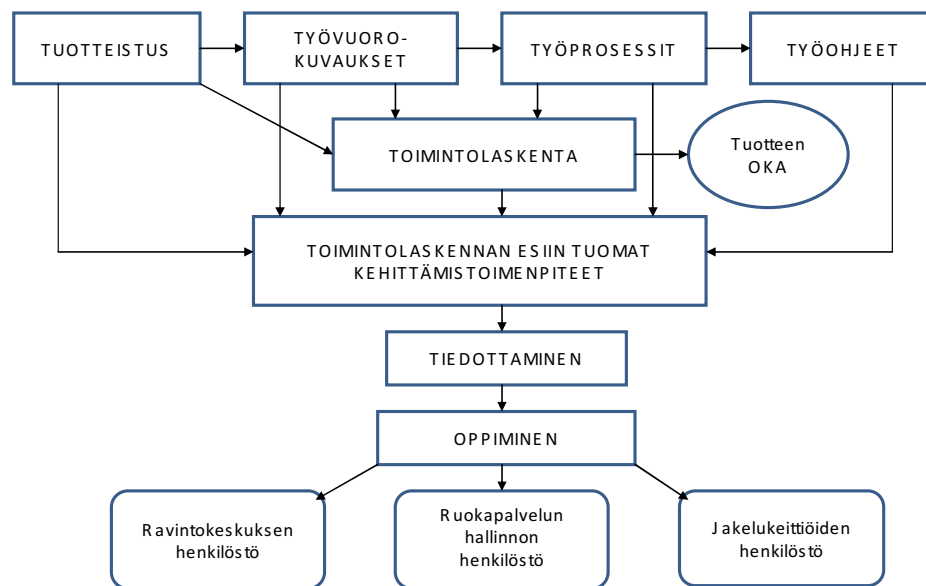 TUOTTEISTUS
TYÖVUORO-
KUVAUKSET
TYÖPROSESSIT
TYÖOHJEET
TOIMINTOLASKENTA
Tuotteen
OKA
TOIMINTOLASKENNAN ESIIN TUOMAT
KEHITTÄMISTOIMENPITEET
TIEDOTTAMINEN
OPPIMINEN
Ravintokeskuksen
henkilöstö
Ruokapalvelun
hallinnon
henkilöstö
Jakelukeittiöiden
henkilöstö